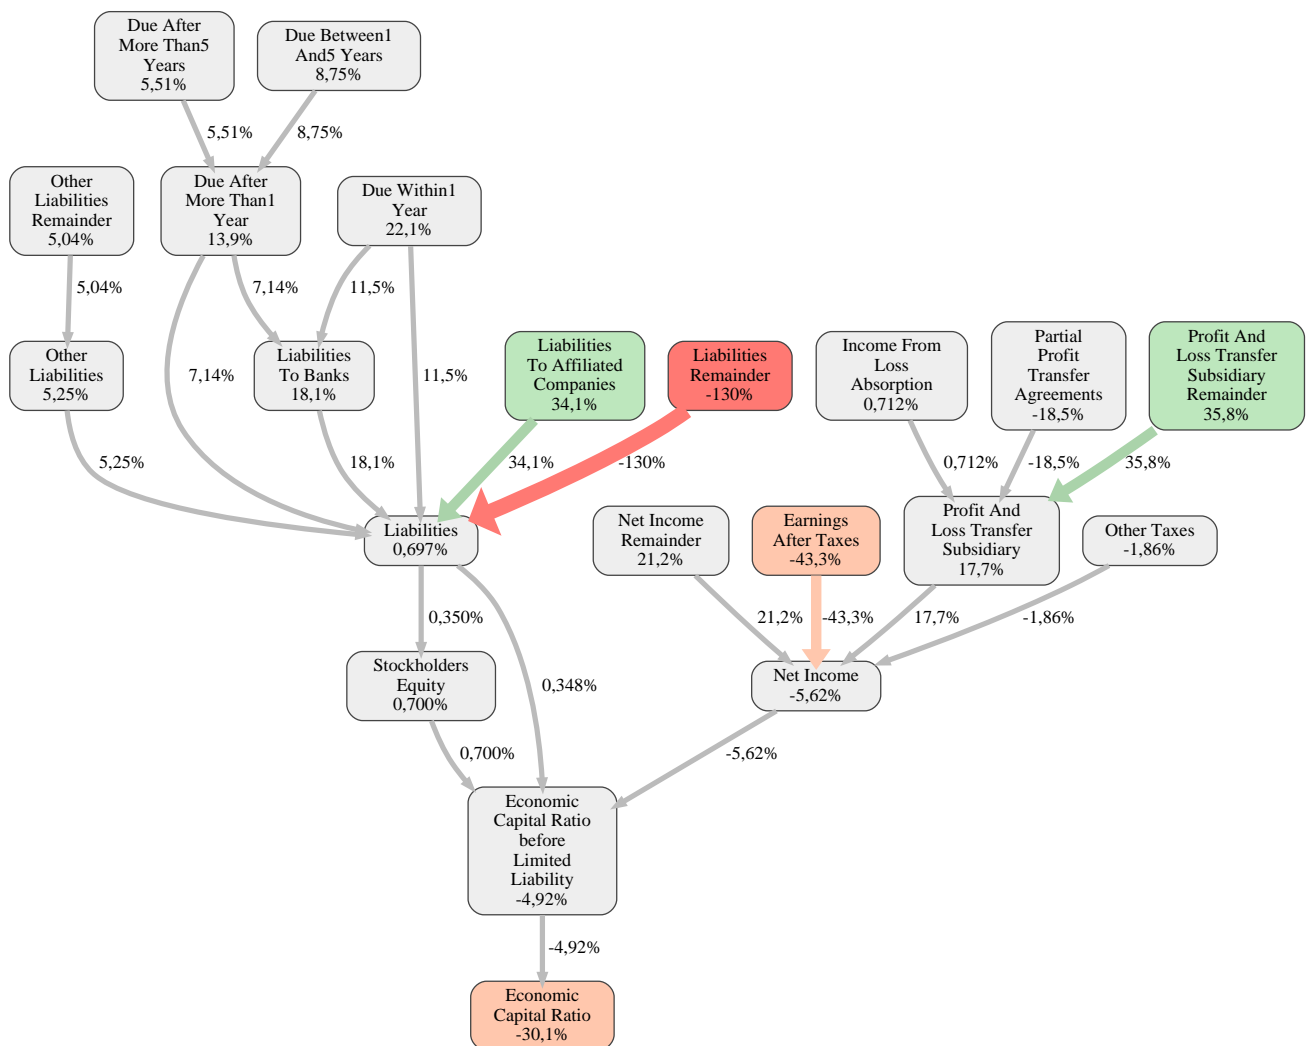 Due After
More Than5
Years
5,51%
Due Between1
And5 Years
8,75%
5,51%
8,75%
Other
Liabilities
Remainder
5,04%
Due After
More Than1
Year
13,9%
Due Within1
Year
22,1%
5,04%
7,14%
11,5%
Other
Liabilities
5,25%
7,14%
Liabilities
To Banks
18,1%
11,5%
Liabilities
To Affiliated
Companies
34,1%
Liabilities
Remainder
-130%
Income From
Loss
Absorption
0,712%
Partial
Profit
Transfer
Agreements
-18,5%
Profit And
Loss Transfer
Subsidiary
Remainder
35,8%
5,25%
18,1%
34,1%
-130%
0,712%
-18,5%
35,8%
Liabilities
0,697%
Net Income
Remainder
21,2%
Earnings
After Taxes
-43,3%
Profit And
Loss Transfer
Subsidiary
17,7%
Other Taxes
-1,86%
0,350%
21,2%
-43,3%
17,7%
-1,86%
Stockholders
Equity
0,700%
0,348%
Net Income
-5,62%
0,700%
-5,62%
Economic
Capital Ratio
before
Limited
Liability
-4,92%
-4,92%
Economic
Capital Ratio
-30,1%